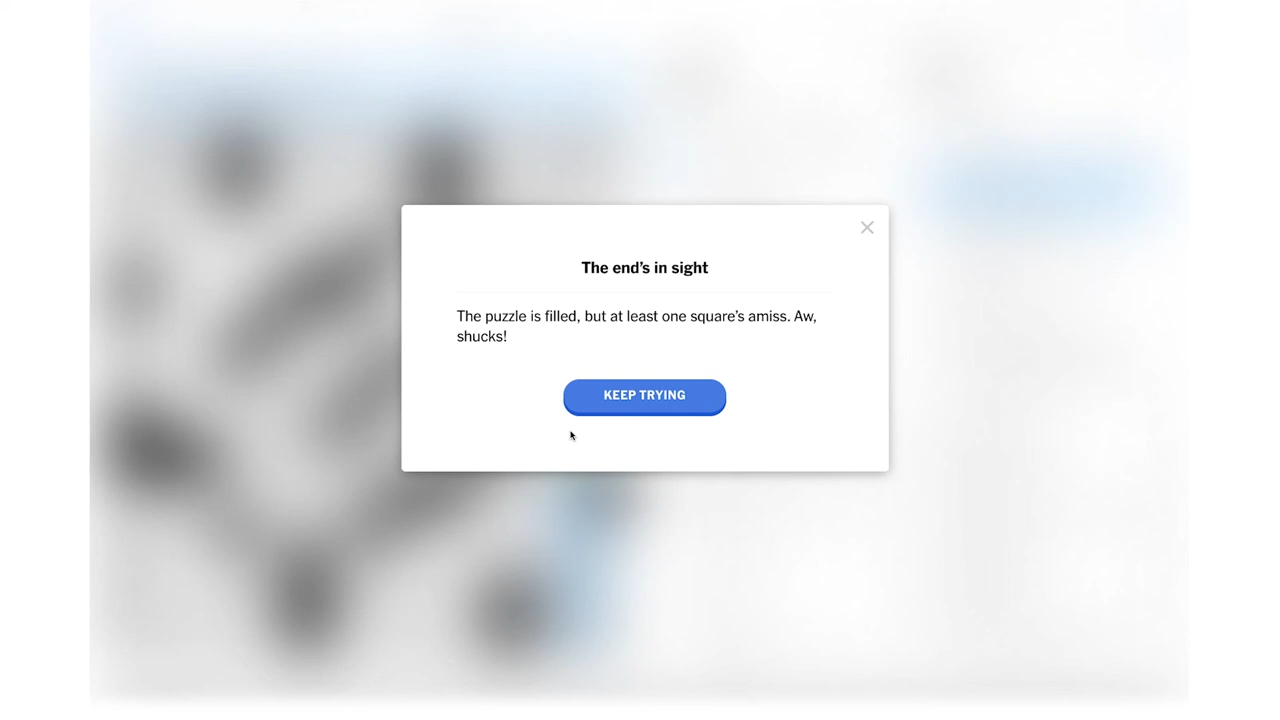 The end’s in sight
The puzzle is filled, but at least one square’s amiss. Aw,
shucks!
KEEP TRYING